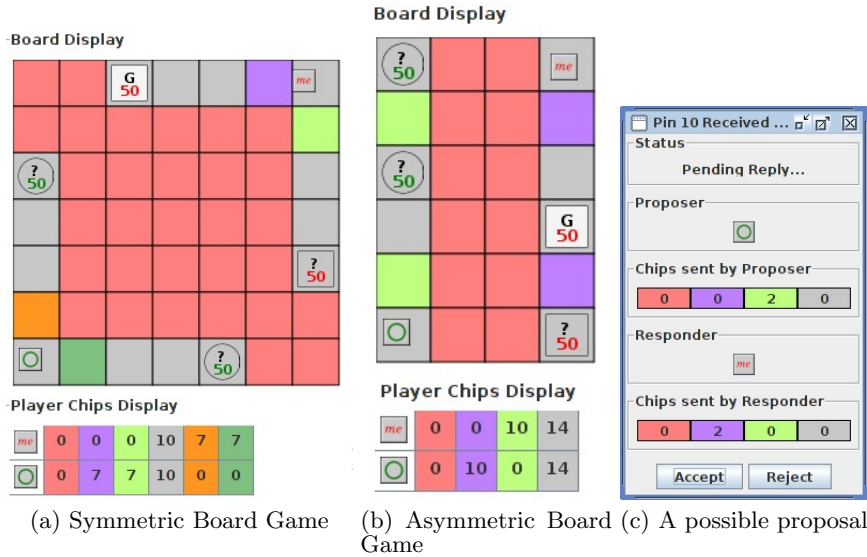 Board Display
G
50
me
?
50
?
50
?
50
Player Chips Display
me 0 0 0 10 7 7
0 7 7 10 0 0
(a) Symmetric Board Game
Board Display
?
50
me
?
50
G
50
?
50
Player Chips Display
me 0 0 10 14
0 10 0 14
(b) Asymmetric Board
Game
Pin 10 Received ...
Status
Pending Reply...
Proposer
Chips sent by Proposer
0 0 2 0
Responder
me
Chips sent by Responder
0 2 0 0
Accept Reject
(c) A possible proposal